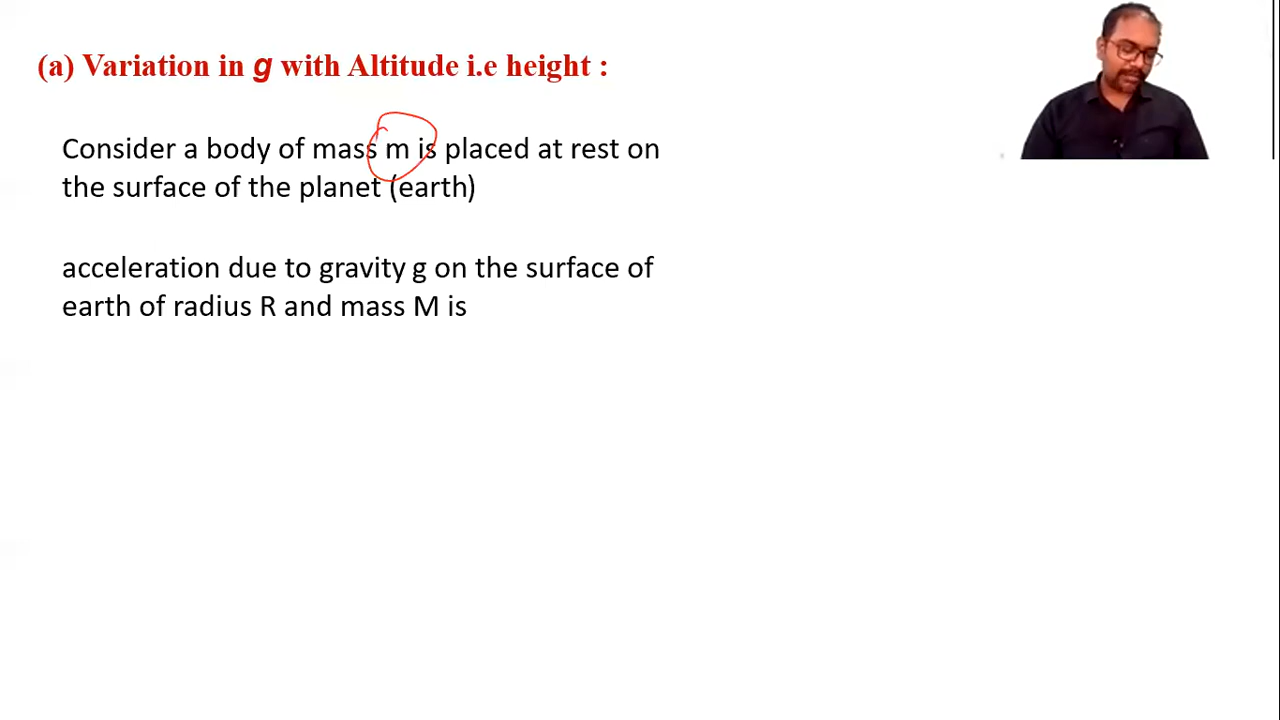 (a) Variation in g with Altitude i.e height :
Consider a body of mass m is placed at rest on
the surface of the planet (earth)
acceleration due to gravity g on the surface of
earth of radius R and mass M is